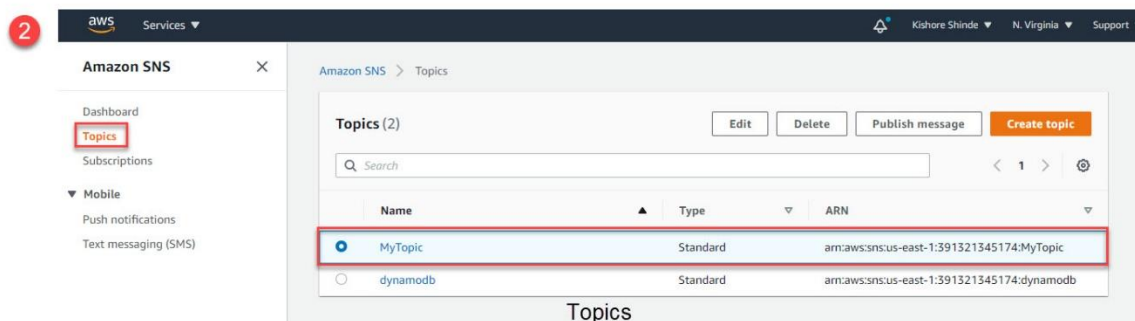 2
aws Services ▼ Kishore Shinde ▼ N. Virginia ▼ Support
Amazon SNS ×
Dashboard
Topics
Subscriptions
▼ Mobile
Push notifications
Text messaging (SMS)
Amazon SNS > Topics
Topics (2) Edit Delete Publish message Create topic
Search < 1 >
Name ▲ Type ▽ ARN ▽
MyTopic Standard arn:aws:sns:us-east-1:391321345174:MyTopic
dynamodb Standard arn:aws:sns:us-east-1:391321345174:dynamodb
Topics